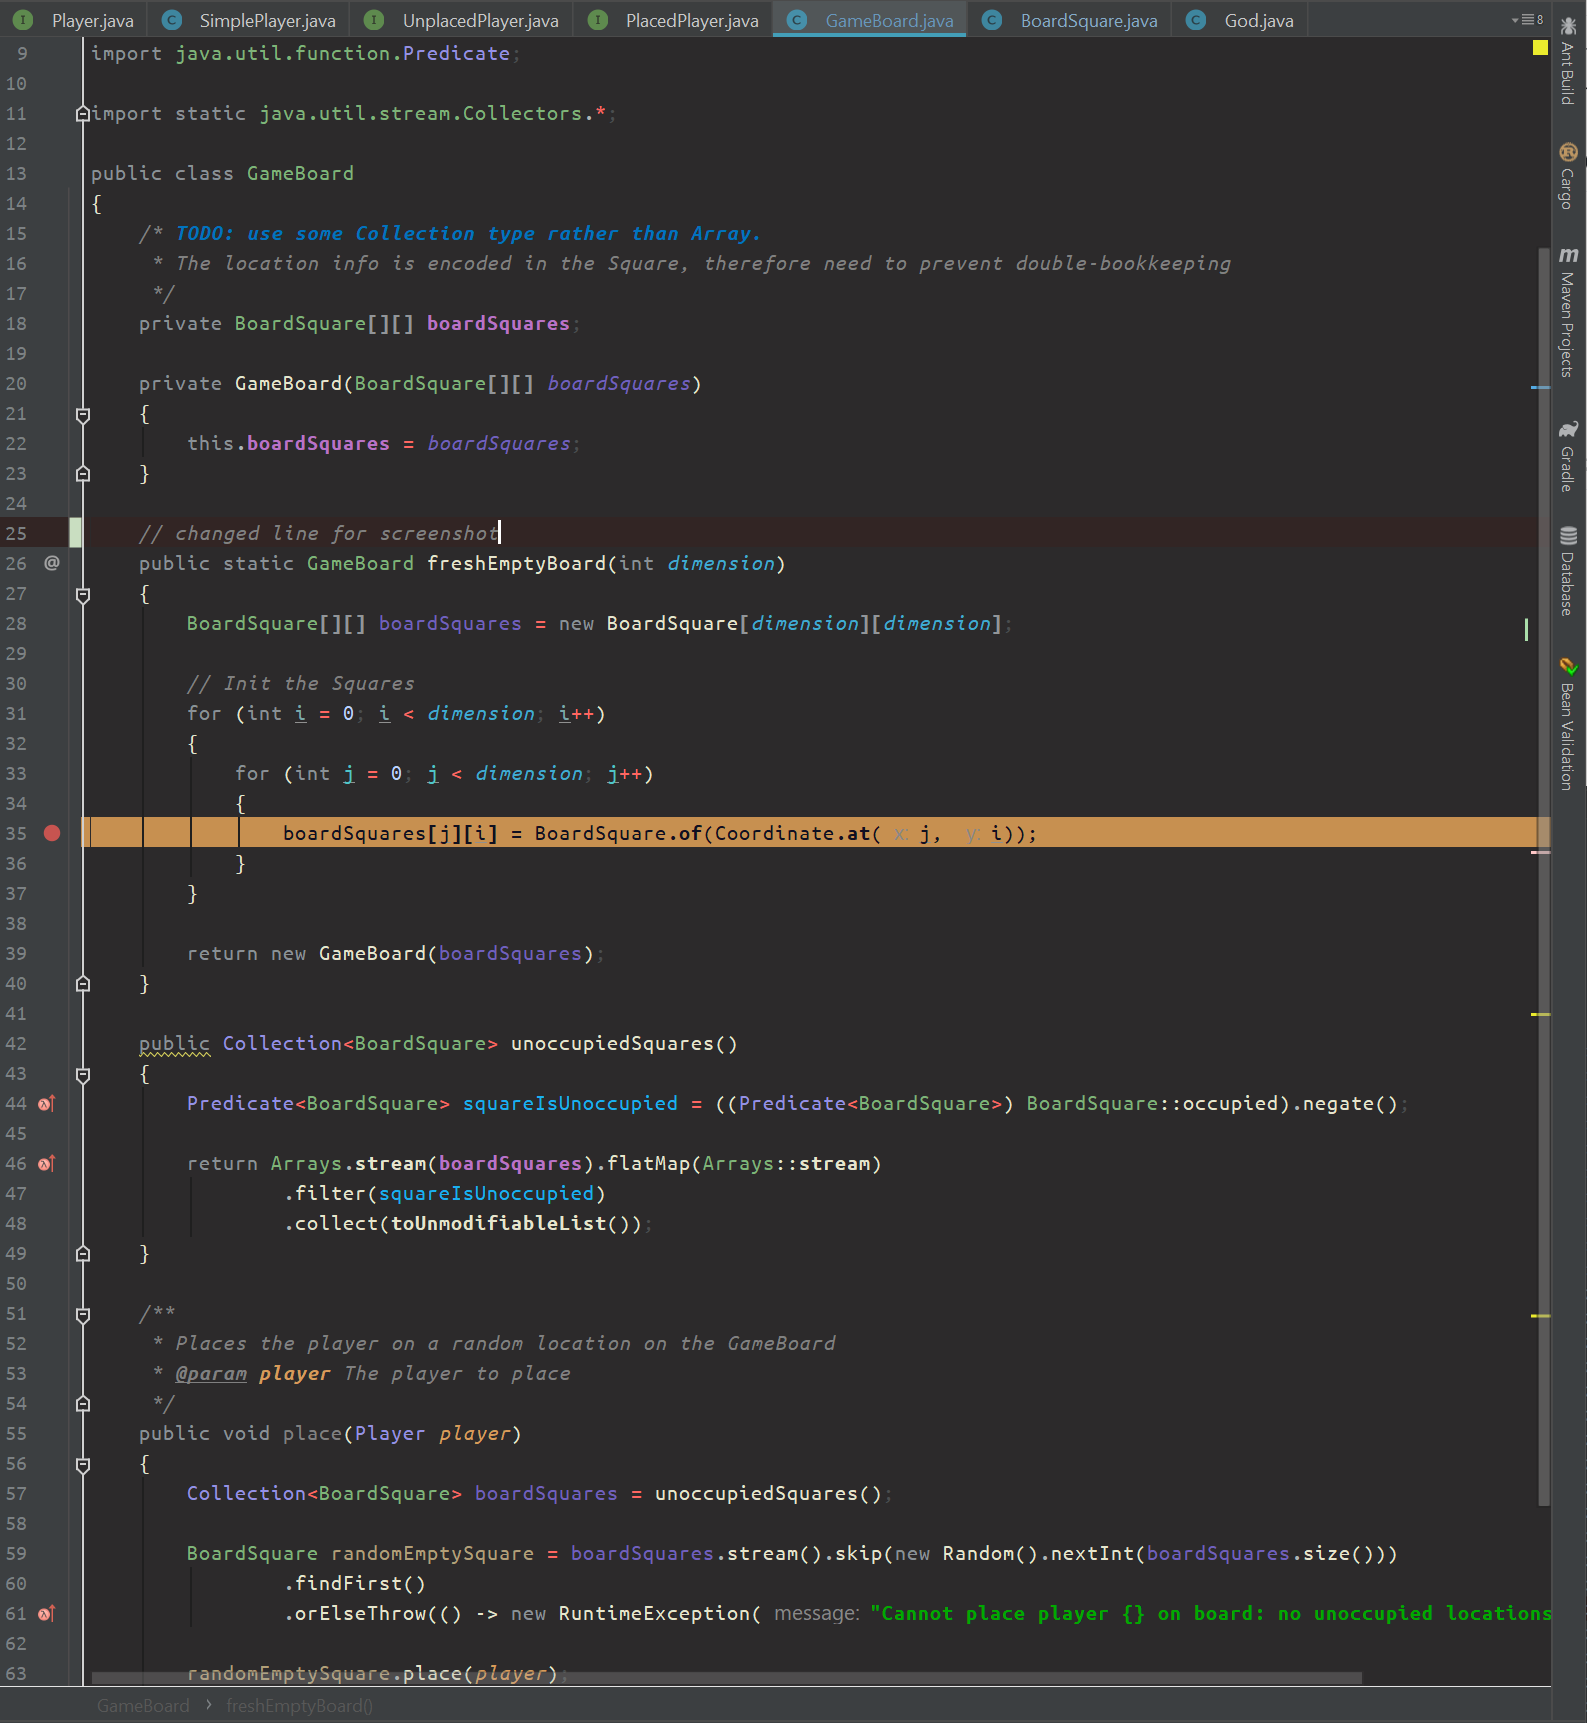 Player.java SimplePlayer.java UnplacedPlayer.java PlacedPlayer.java GameBoard.java BoardSquare.java God.java 8
9 import java.util.function.Predicate;
10
11 import static java.util.stream.Collectors.*;
12
13 public class GameBoard
14 {
15 /* TODO: use some Collection type rather than Array.
16 * The location info is encoded in the Square, therefore need to prevent double-bookkeeping
17 */
18 private BoardSquare[][] boardSquares;
19
20 private GameBoard(BoardSquare[][] boardSquares)
21 {
22 this.boardSquares = boardSquares;
23 }
24
25 // changed line for screenshot
26 @ public static GameBoard freshEmptyBoard(int dimension)
27 {
28 BoardSquare[][] boardSquares = new BoardSquare[dimension][dimension];
29
30 // Init the Squares
31 for (int i = 0; i < dimension; i++)
32 {
33 for (int j = 0; j < dimension; j++)
34 {
35 boardSquares[j][i] = BoardSquare.of(Coordinate.at( x: j, y: i));
36 }
37 }
38
39 return new GameBoard(boardSquares);
40 }
41
42 public Collection<BoardSquare> unoccupiedSquares()
43 {
44 Predicate<BoardSquare> squareIsUnoccupied = ((Predicate<BoardSquare>) BoardSquare::occupied).negate();
45
46 return Arrays.stream(boardSquares).flatMap(Arrays::stream)
47 .filter(squareIsUnoccupied)
48 .collect(toUnmodifiableList());
49 }
50
51 /**
52 * Places the player on a random location on the GameBoard
53 * @param player The player to place
54 */
55 public void place(Player player)
56 {
57 Collection<BoardSquare> boardSquares = unoccupiedSquares();
58
59 BoardSquare randomEmptySquare = boardSquares.stream().skip(new Random().nextInt(boardSquares.size()))
60 .findFirst()
61 .orElseThrow(() -> new RuntimeException( message: "Cannot place player {} on board: no unoccupied locations
62
63 randomEmptySquare.place(player);
GameBoard › freshEmptyBoard()
Ant Build
Cargo
Maven Projects
Gradle
Database
Bean Validation